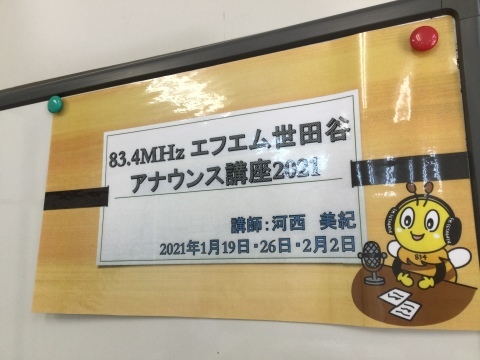 83.4MHz エフエム世田谷
アナウンス講座2021
講師：河西　美紀
2021年1月19日・26日・2月2日
834